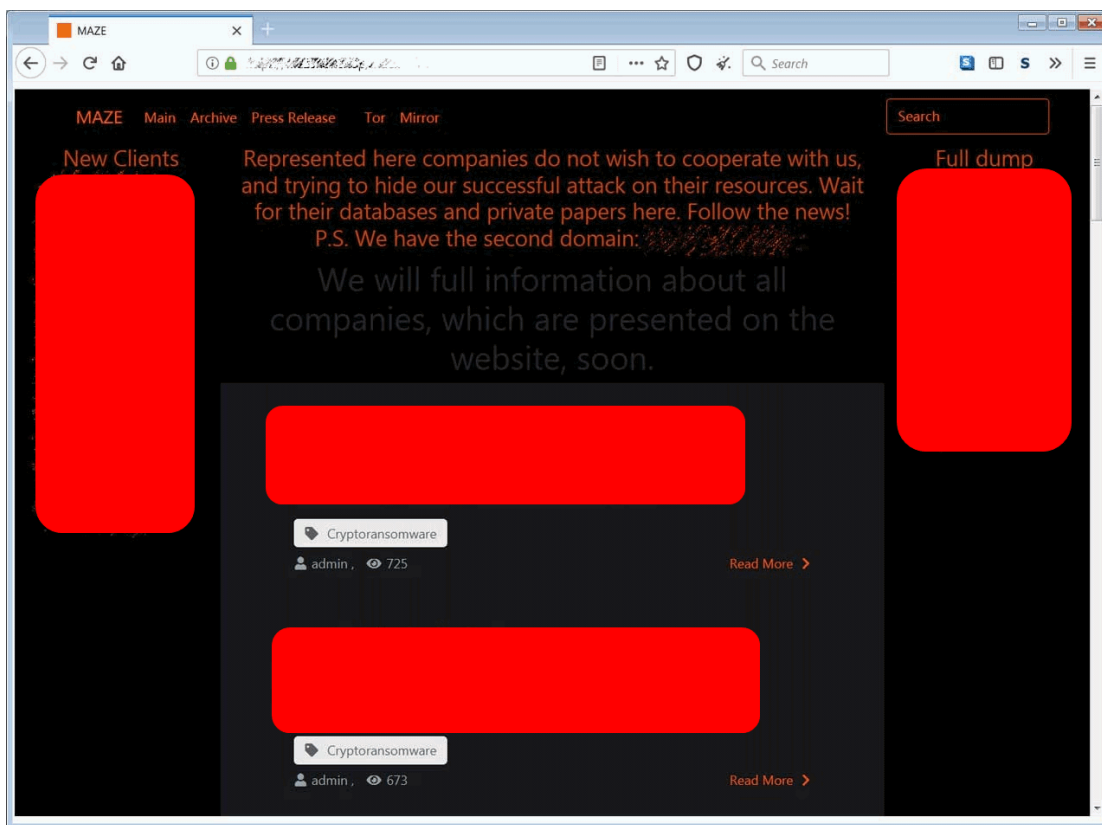 MAZE
Search
MAZE Main Archive Press Release Tor Mirror
Search
New Clients
Represented here companies do not wish to cooperate with us,
and trying to hide our successful attack on their resources. Wait
for their databases and private papers here. Follow the news!
P.S. We have the second domain:
We will full information about all
companies, which are presented on the
website, soon.
Full dump
Cryptoransomware
admin , 725
Read More
Cryptoransomware
admin , 673
Read More